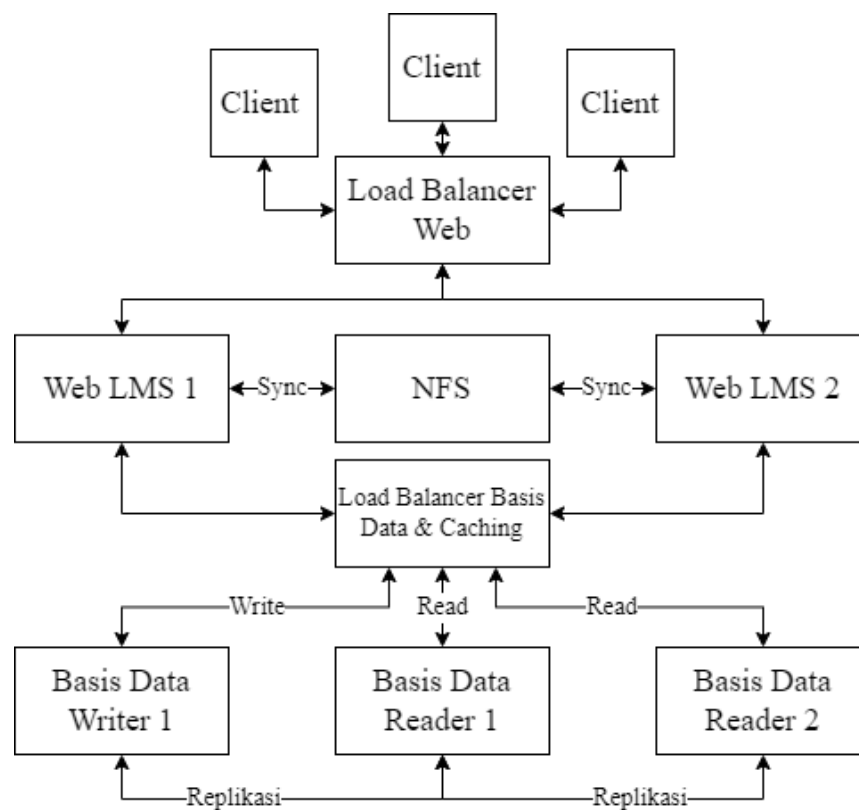 Client
Client
Client
Load Balancer
Web
Web LMS 1
Sync
NFS
Sync
Web LMS 2
Load Balancer Basis
Data & Caching
Write
Read
Read
Basis Data
Writer 1
Basis Data
Reader 1
Basis Data
Reader 2
Replikasi
Replikasi